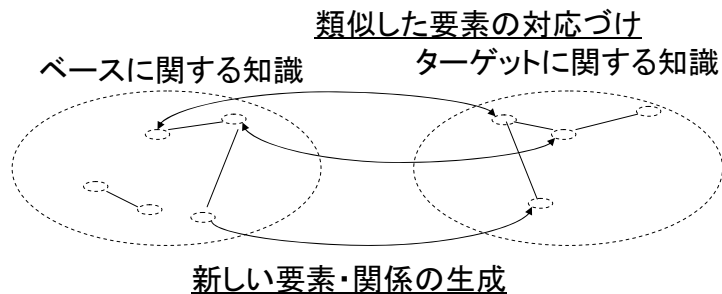 類似した要素の対応づけ
ベースに関する知識
ターゲットに関する知識
新しい要素・関係の生成